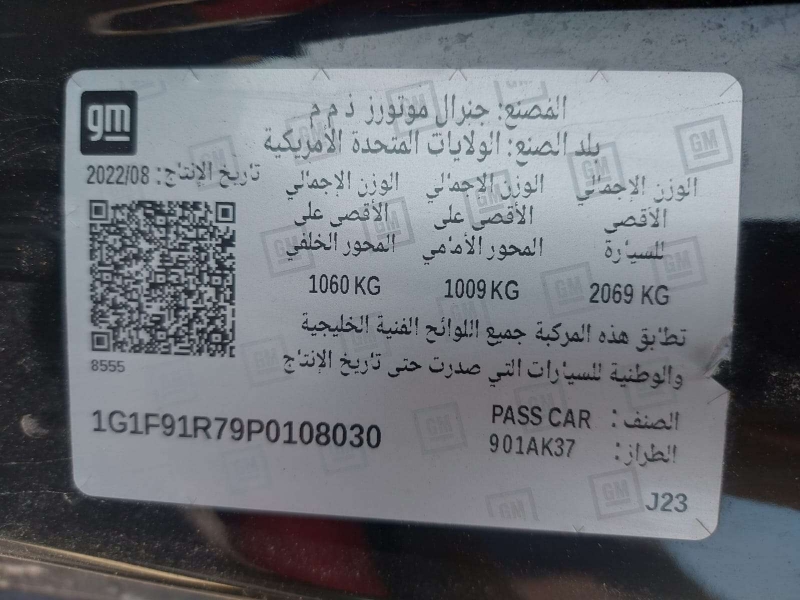 gm
المصنع: جنرال موتورز ذ م م
بلد الصنع: الولايات المتحدة الأمريكية
تاريخ الإنتاج: 2022/08
الوزن الإجمالي الأقصى للسيارة
2069 KG
الوزن الإجمالي الأقصى على المحور الأمامي
1009 KG
الوزن الإجمالي الأقصى على المحور الخلفي
1060 KG
تطابق هذه المركبة جميع اللوائح الفنية الخليجية
والوطنية للسيارات التي صدرت حتى تاريخ الإنتاج
8555
الصنف: PASS CAR
الطراز: 901AK37
1G1F91R79P0108030
J23